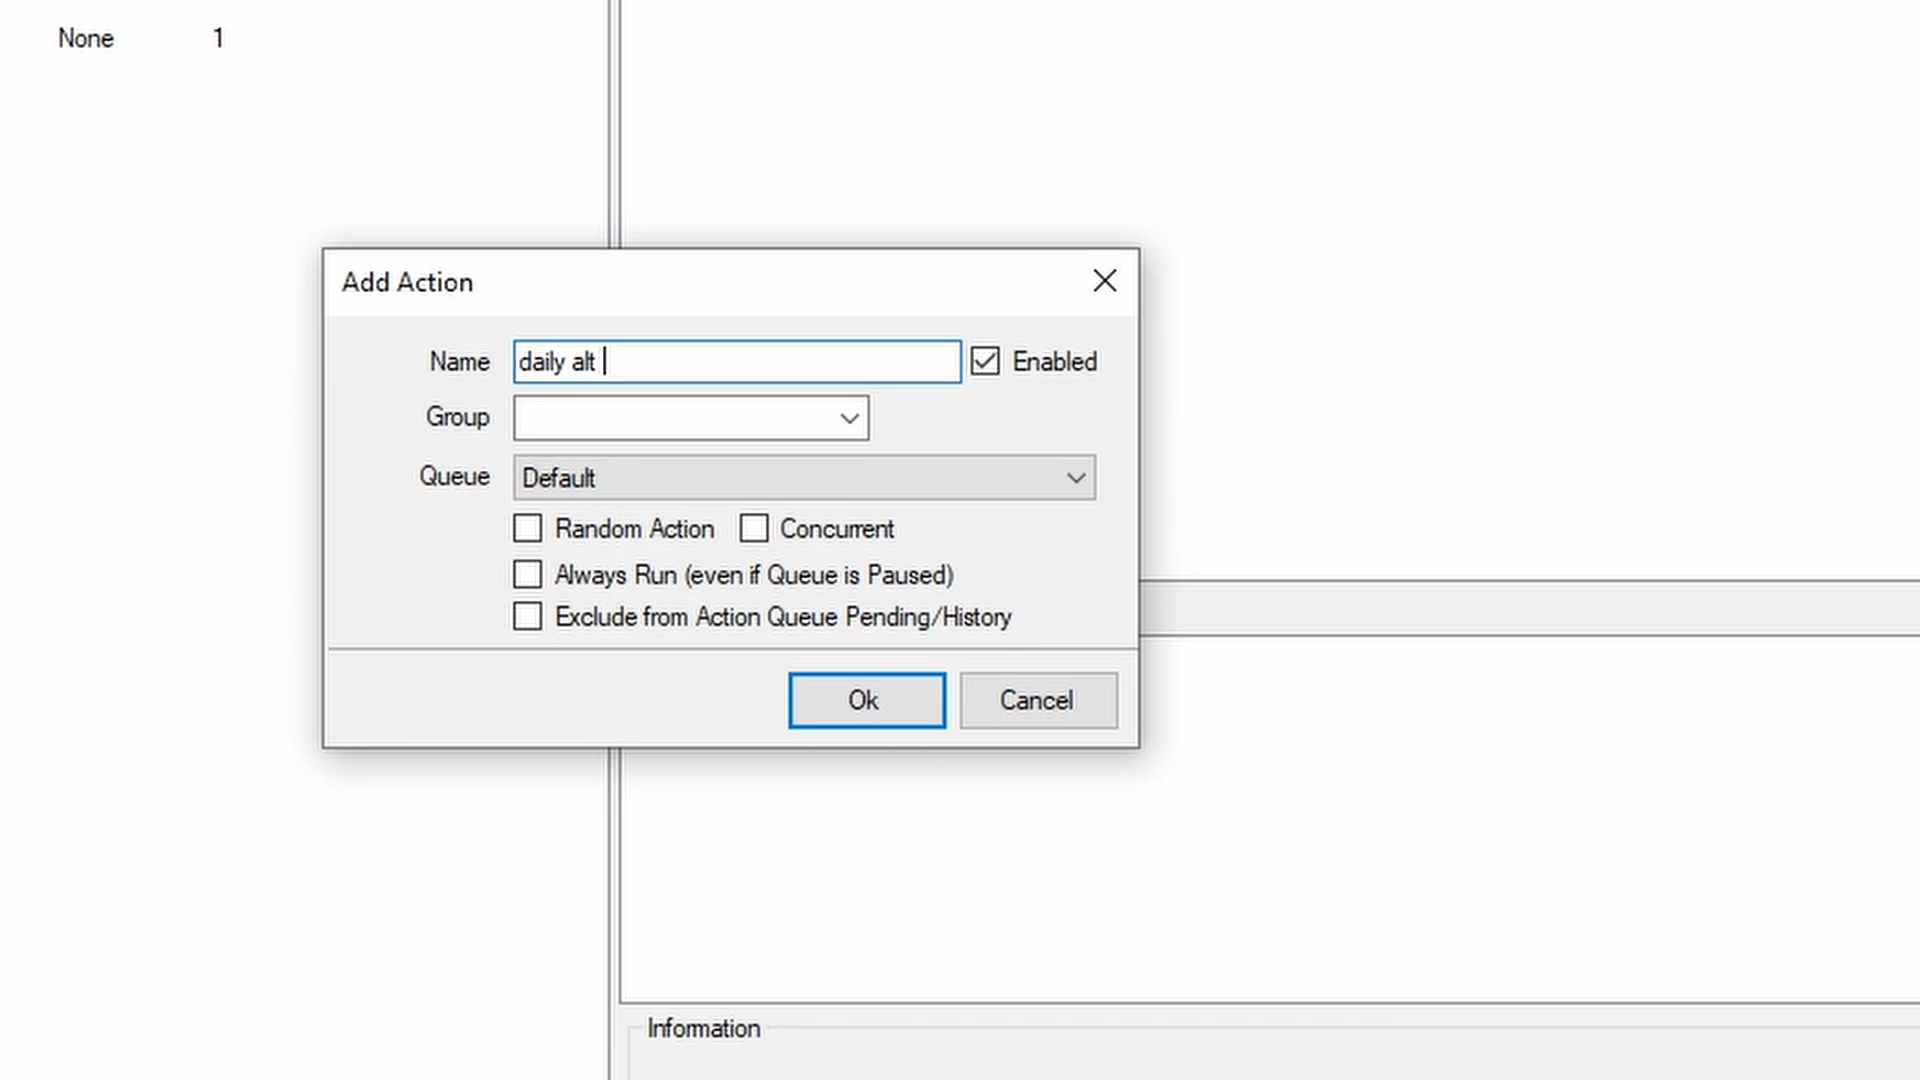 None 1
Add Action
Name daily alt Enabled
Group
Queue Default
Random Action Concurrent
Always Run (even if Queue is Paused)
Exclude from Action Queue Pending/History
Ok Cancel
Information